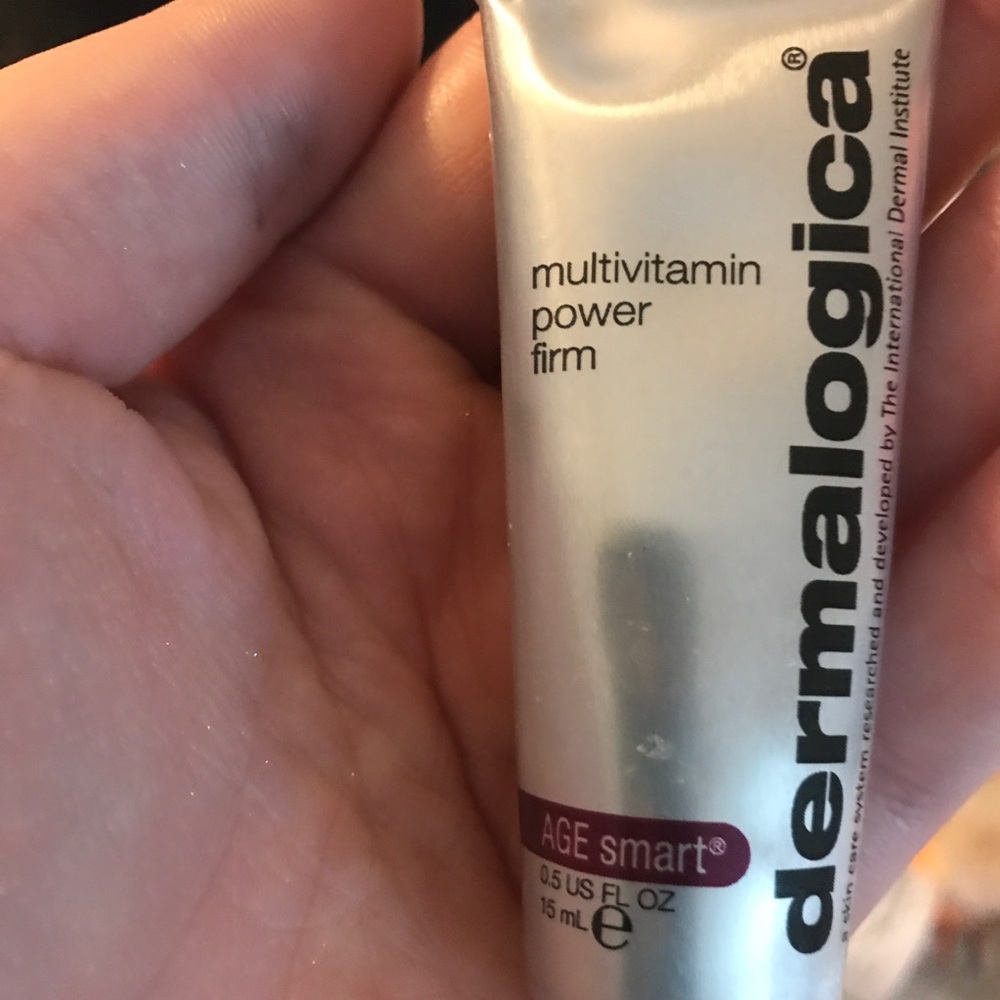 multivitamin
power
firm
AGE smart®
0.5 US FL OZ
15 mL ℮
dermalogica®
a skin care system researched and developed by The International Dermal Institute